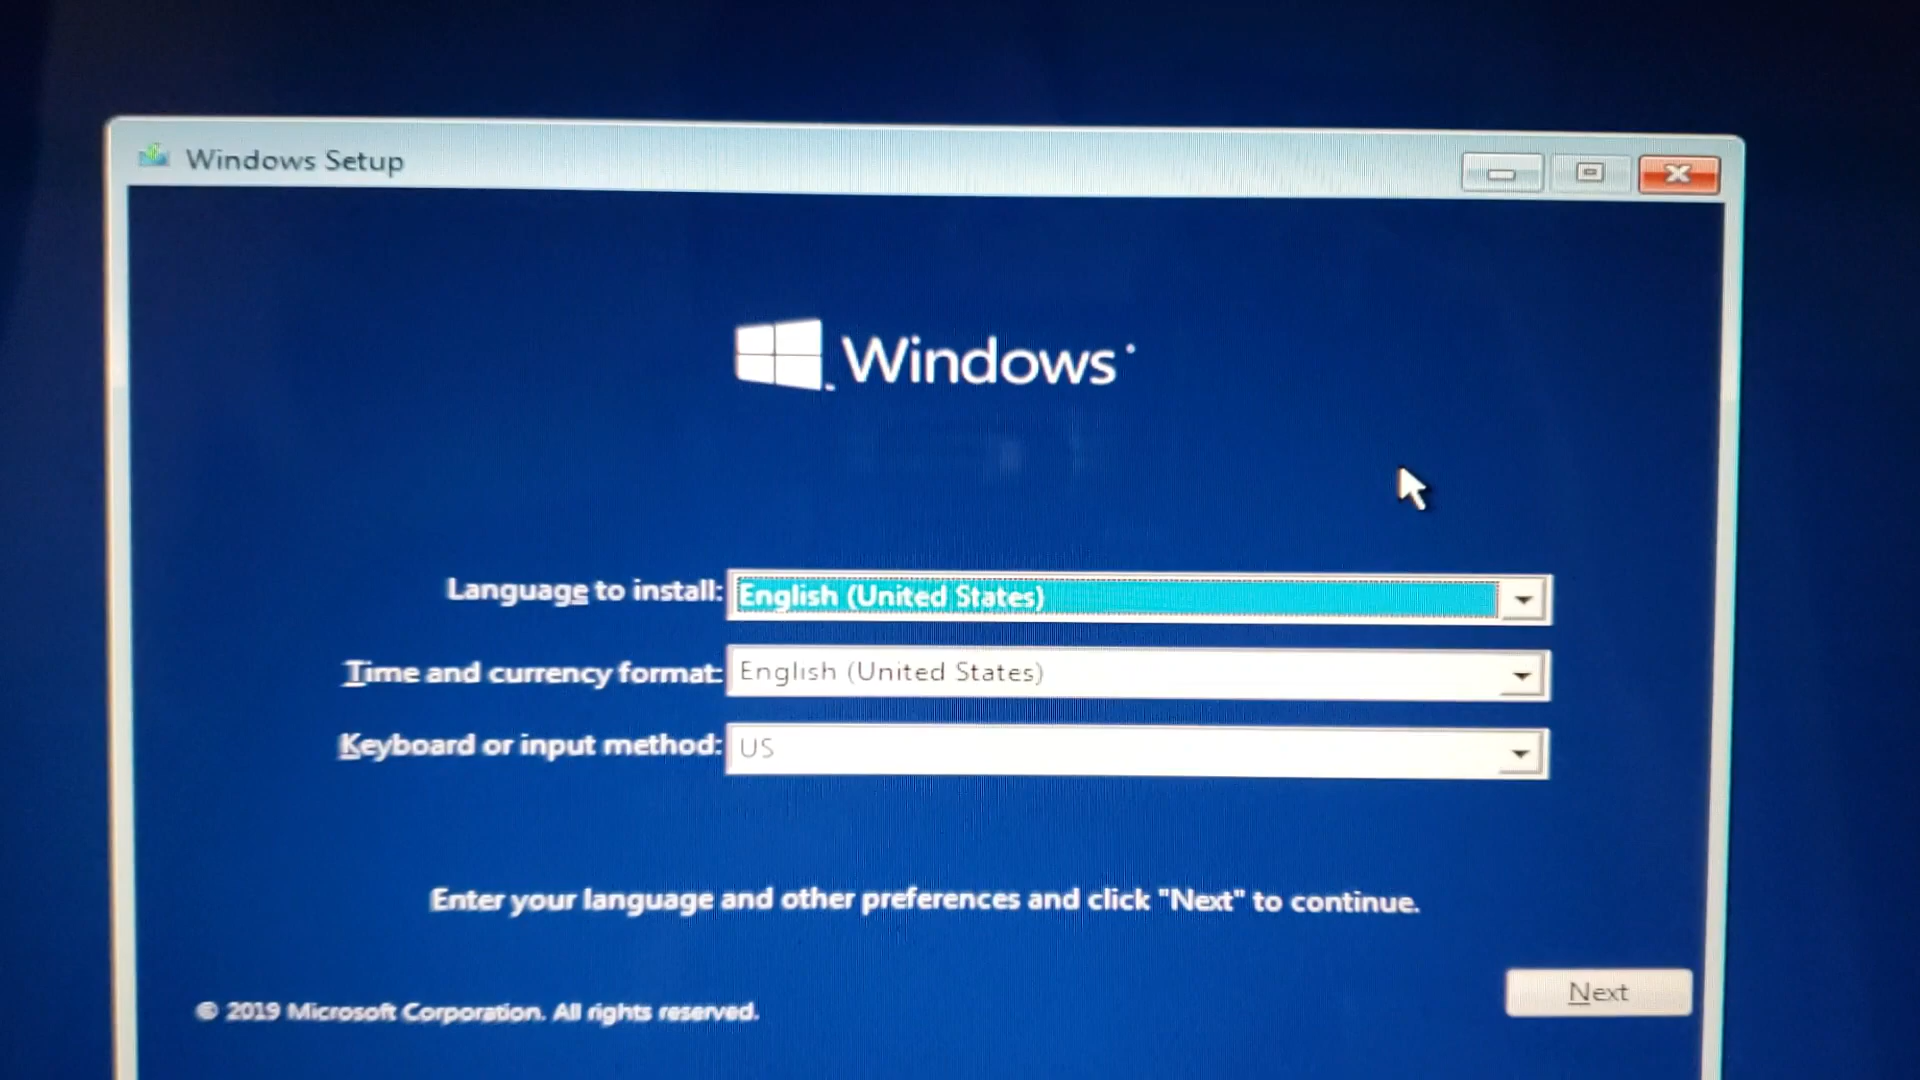 Windows Setup
Windows
Language to install: English (United States)
Time and currency format: English (United States)
Keyboard or input method: US
Enter your language and other preferences and click "Next" to continue.
Next
© 2019 Microsoft Corporation. All rights reserved.